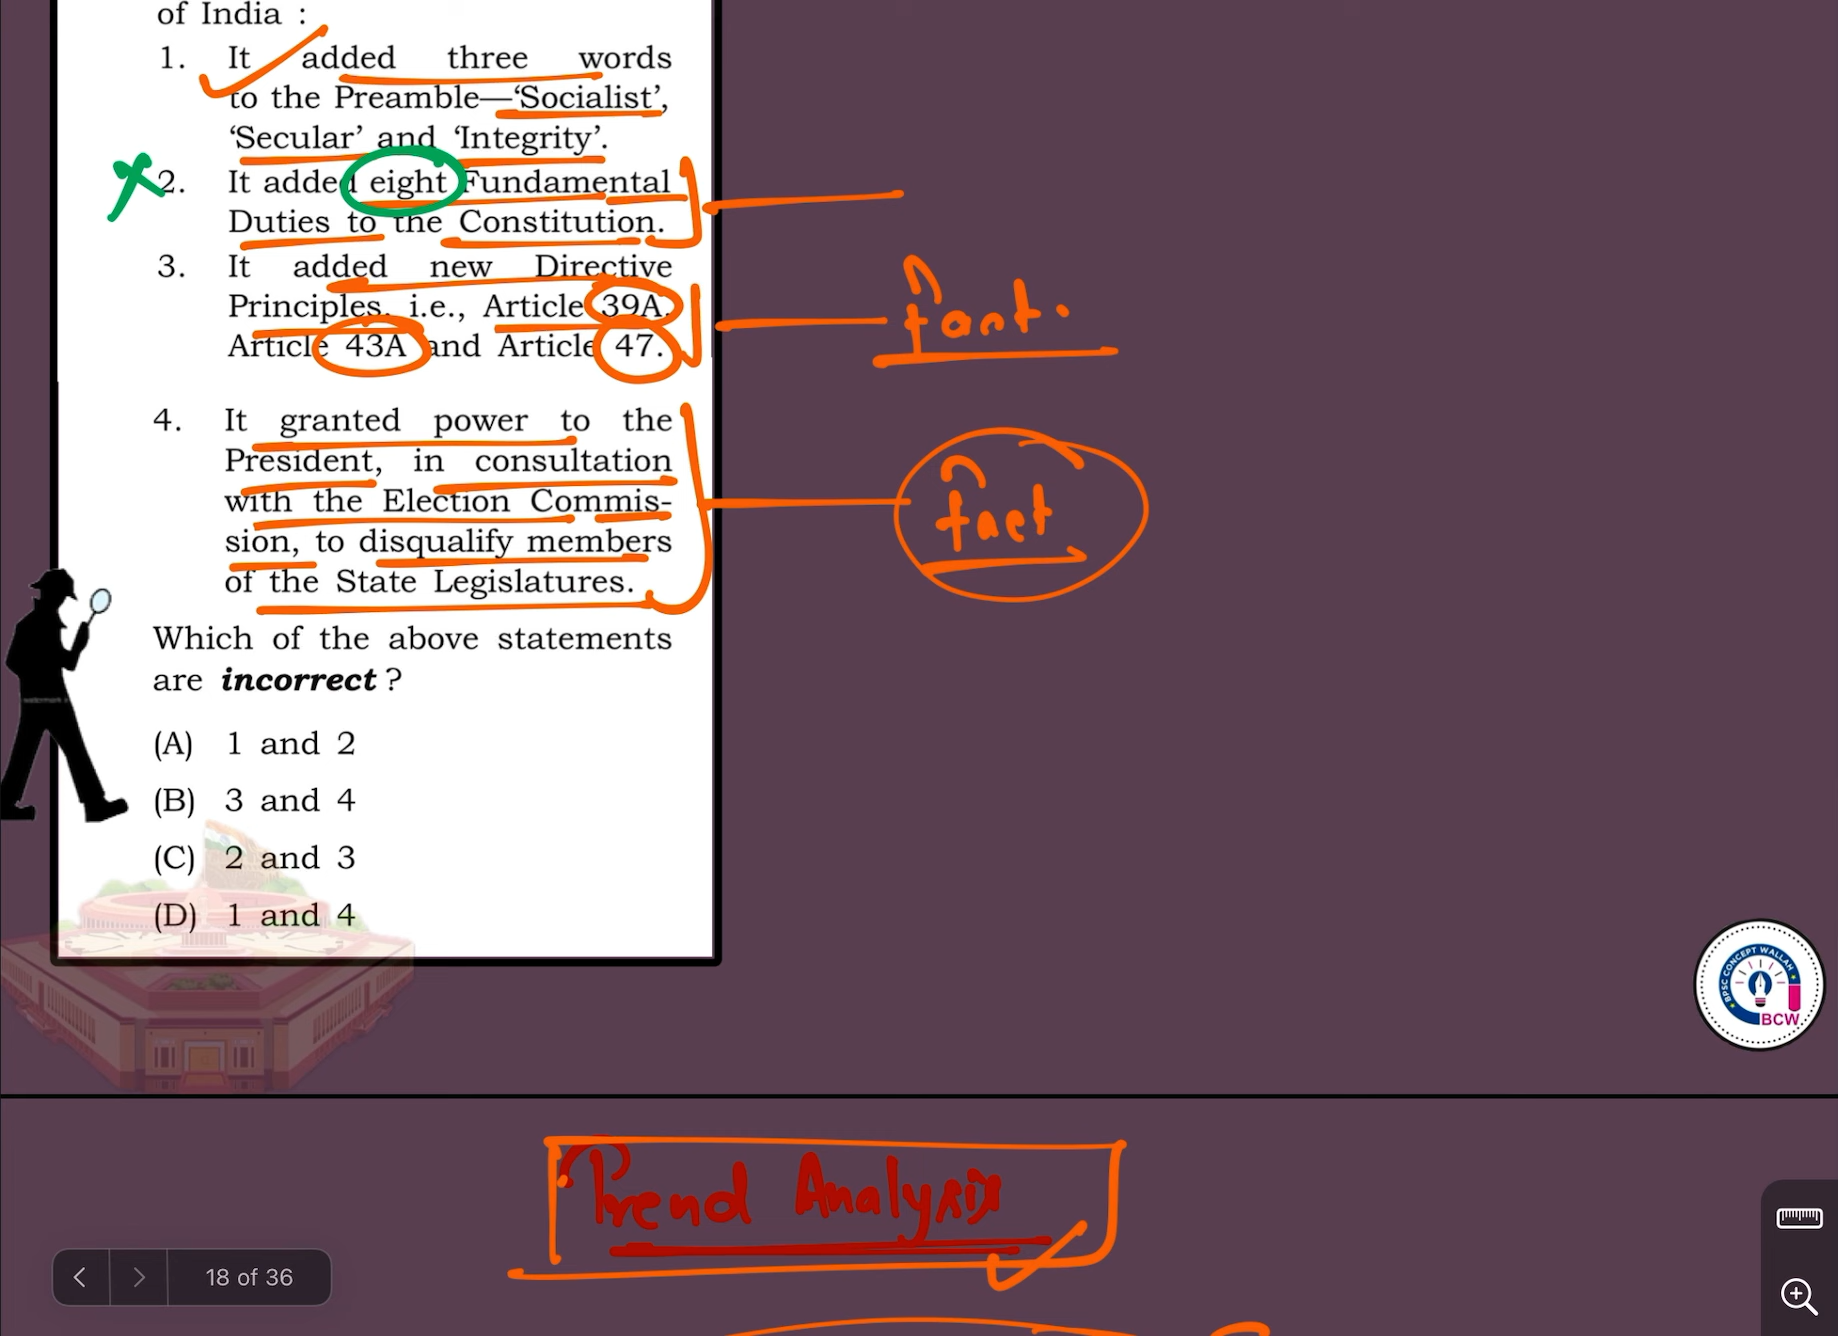 of India :
1. It added three words
to the Preamble—‘Socialist’,
‘Secular’ and ‘Integrity’.
2. It added eight Fundamental
Duties to the Constitution.
3. It added new Directive
Principles, i.e., Article 39A,
Article 43A and Article 47.
fact.
4. It granted power to the
President, in consultation
with the Election Commis-
sion, to disqualify members
of the State Legislatures.
fact
Which of the above statements
are incorrect ?
(A) 1 and 2
(B) 3 and 4
(C) 2 and 3
(D) 1 and 4
BPSC CONCEPT WALLAH
BCW
Trend Analysis
18 of 36